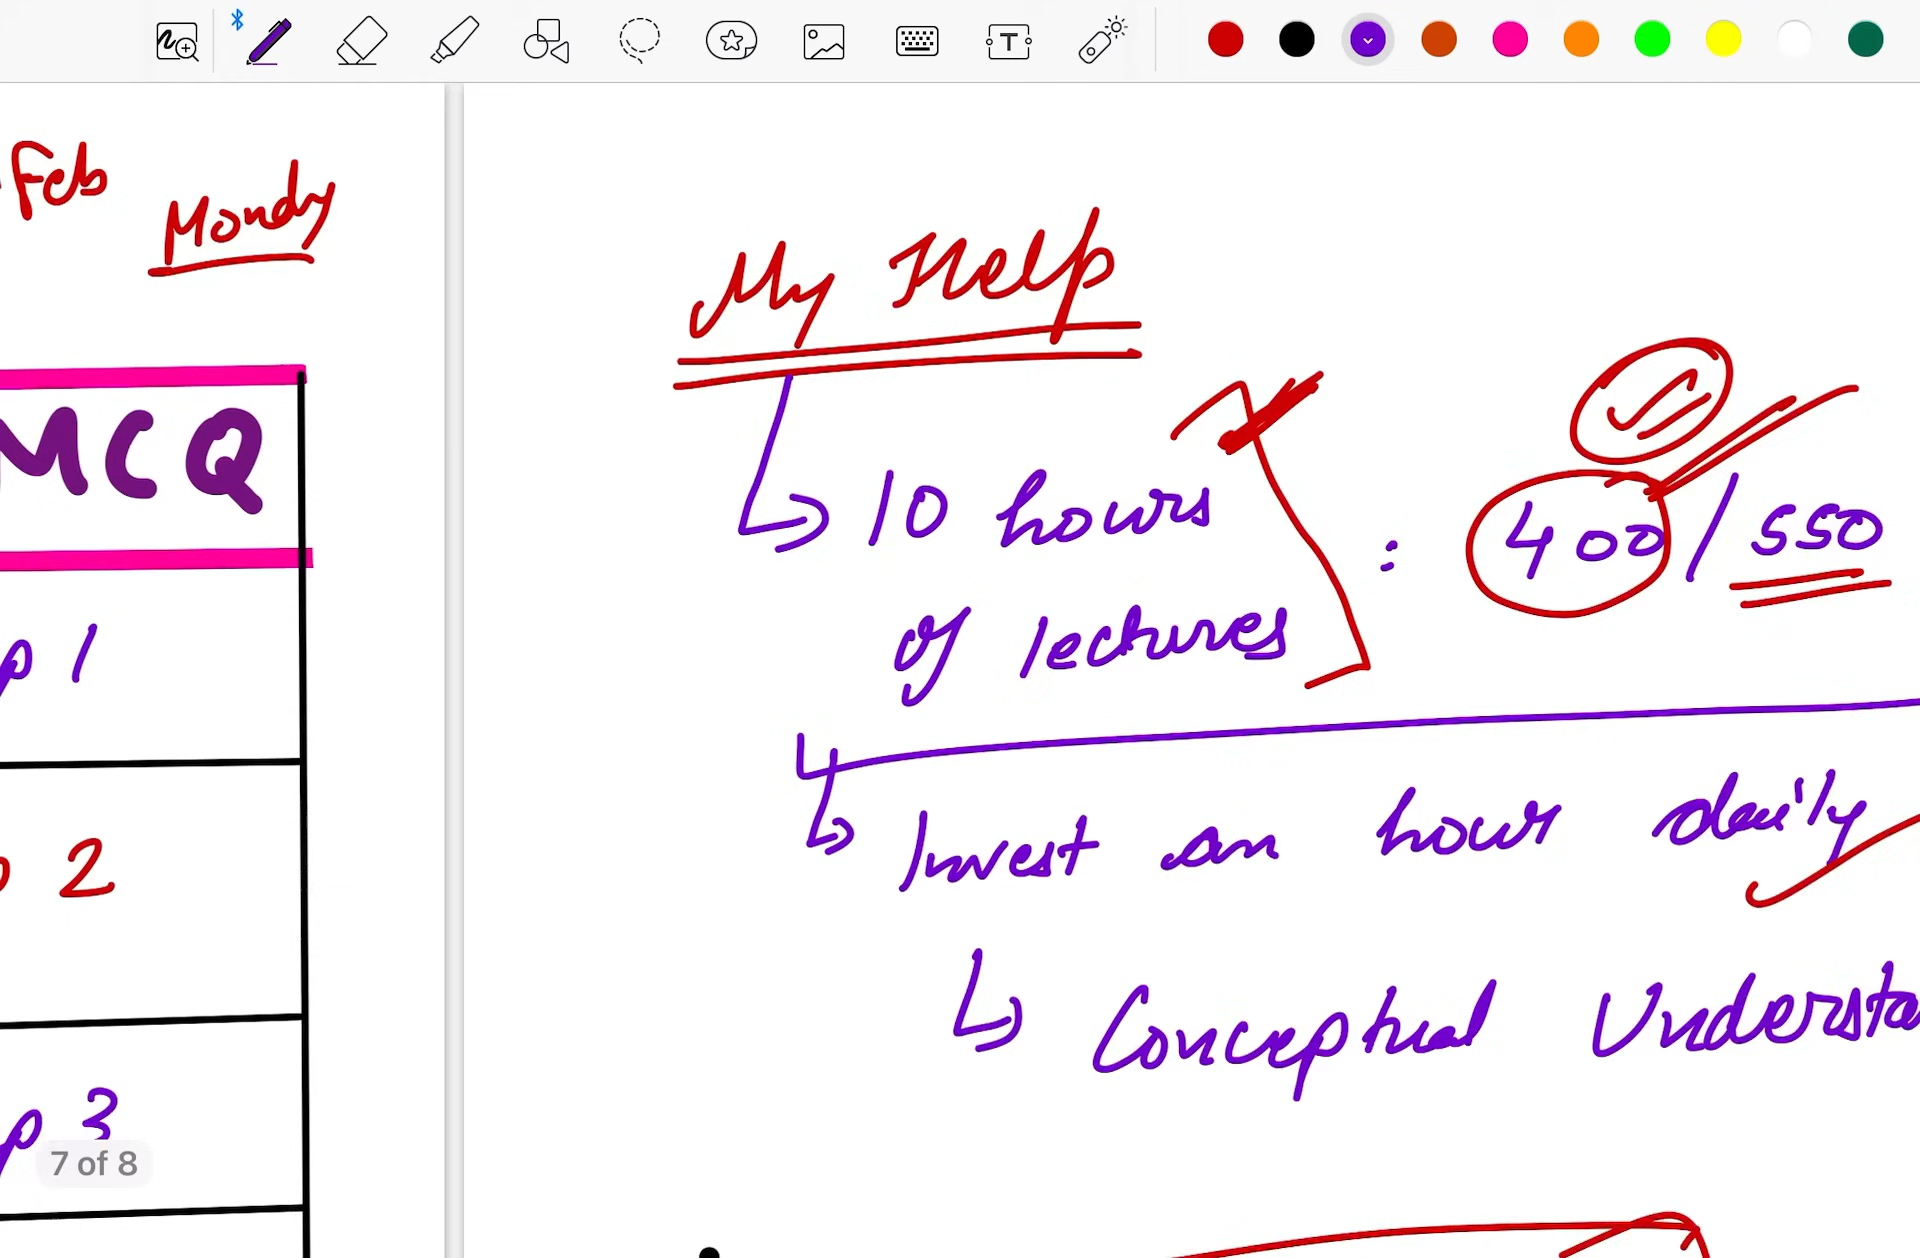 Feb
Monday
MCQ
p 1
p 2
p 3
7 of 8
My Help
10 hours
of lectures
: 400/550
Invest an hour daily
Conceptual Understa